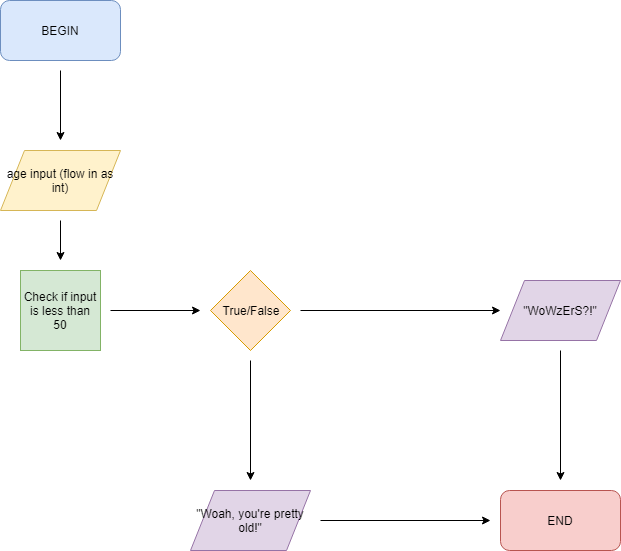 BEGIN
age input (flow in as
int)
Check if input
is less than
50
True/False
"WoWzErS?!"
"Woah, you're pretty
old!"
END